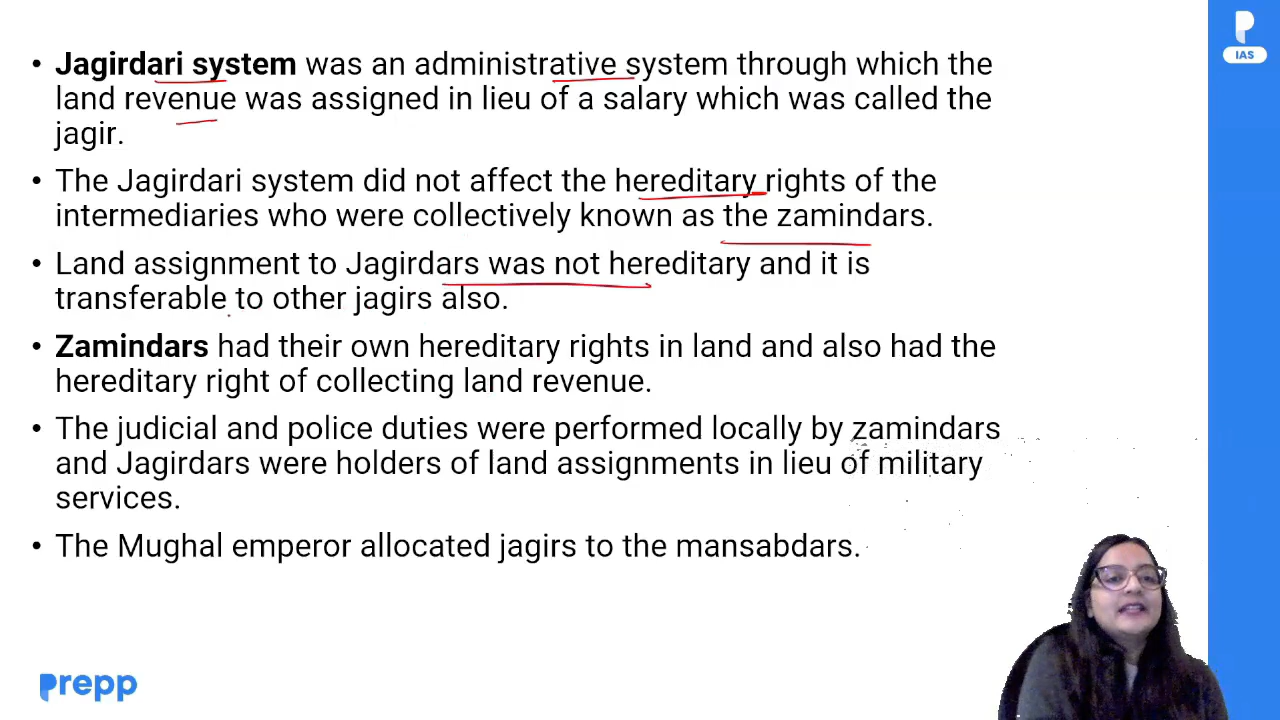 IAS
• Jagirdari system was an administrative system through which the
land revenue was assigned in lieu of a salary which was called the
jagir.
• The Jagirdari system did not affect the hereditary rights of the
intermediaries who were collectively known as the zamindars.
• Land assignment to Jagirdars was not hereditary and it is
transferable to other jagirs also.
• Zamindars had their own hereditary rights in land and also had the
hereditary right of collecting land revenue.
• The judicial and police duties were performed locally by zamindars
and Jagirdars were holders of land assignments in lieu of military
services.
• The Mughal emperor allocated jagirs to the mansabdars.
prepp